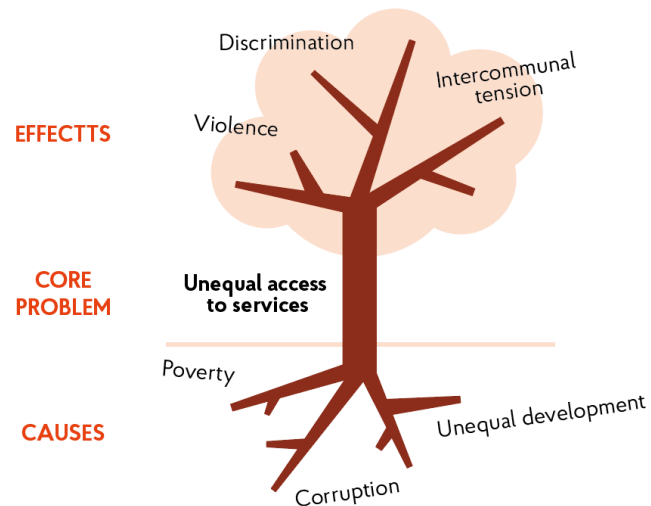 Discrimination
Intercommunal
tension
Violence
EFFECTTS
CORE
PROBLEM
Unequal access
to services
Poverty
Unequal development
CAUSES
Corruption